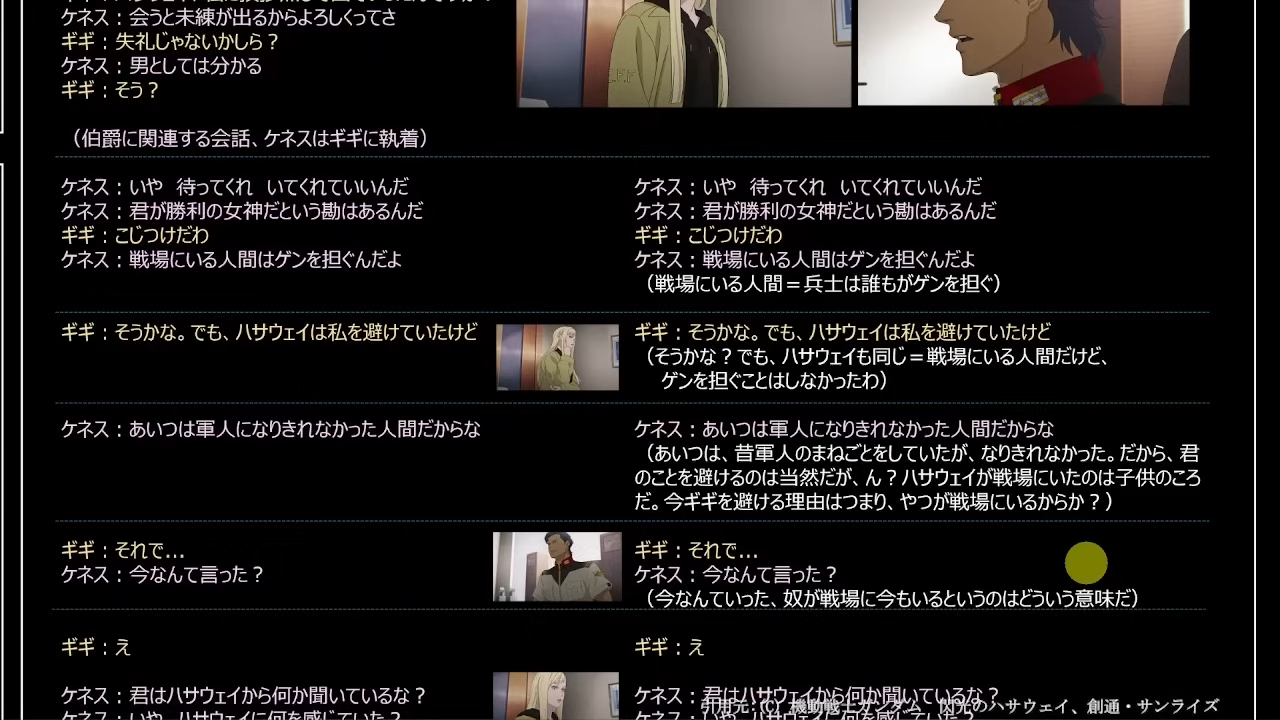 ケネス：会うと未練が出るからよろしくってさ
ギギ：失礼じゃないかしら？
ケネス：男としては分かる
ギギ：そう？
（伯爵に関連する会話、ケネスはギギに執着）
ケネス：いや　待ってくれ　いてくれていいんだ
ケネス：君が勝利の女神だという勘はあるんだ
ギギ：こじつけだわ
ケネス：戦場にいる人間はゲンを担ぐんだよ
ケネス：いや　待ってくれ　いてくれていいんだ
ケネス：君が勝利の女神だという勘はあるんだ
ギギ：こじつけだわ
ケネス：戦場にいる人間はゲンを担ぐんだよ
（戦場にいる人間＝兵士は誰もがゲンを担ぐ）
ギギ：そうかな。でも、ハサウェイは私を避けていたけど
ギギ：そうかな。でも、ハサウェイは私を避けていたけど
（そうかな？でも、ハサウェイも同じ＝戦場にいる人間だけど、
ゲンを担ぐことはしなかったわ）
ケネス：あいつは軍人になりきれなかった人間だからな
ケネス：あいつは軍人になりきれなかった人間だからな
（あいつは、昔軍人のまねごとをしていたが、なりきれなかった。だから、君
のことを避けるのは当然だが、ん？ハサウェイが戦場にいたのは子供のころ
だ。今ギギを避ける理由はつまり、やつが戦場にいるからか？）
ギギ：それで…
ケネス：今なんて言った？
ギギ：それで…
ケネス：今なんて言った？
（今なんていった、奴が戦場に今もいるというのはどういう意味だ）
ギギ：え
ギギ：え
ケネス：君はハサウェイから何か聞いているな？
ケネス：君はハサウェイから何か聞いているな？
引用元:(C) 機動戦士ガンダム 閃光のハサウェイ、創通・サンライズ